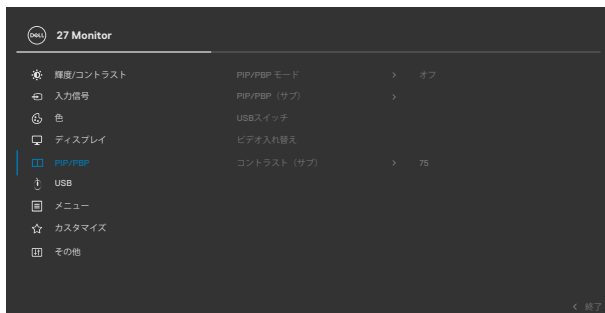 DELL 27 Monitor
輝度/コントラスト PIP/PBP モード > オフ
入力信号 PIP/PBP（サブ） >
色 USBスイッチ
ディスプレイ ビデオ入れ替え
PIP/PBP コントラスト（サブ） > 75
USB
メニュー
カスタマイズ
その他
< 終了